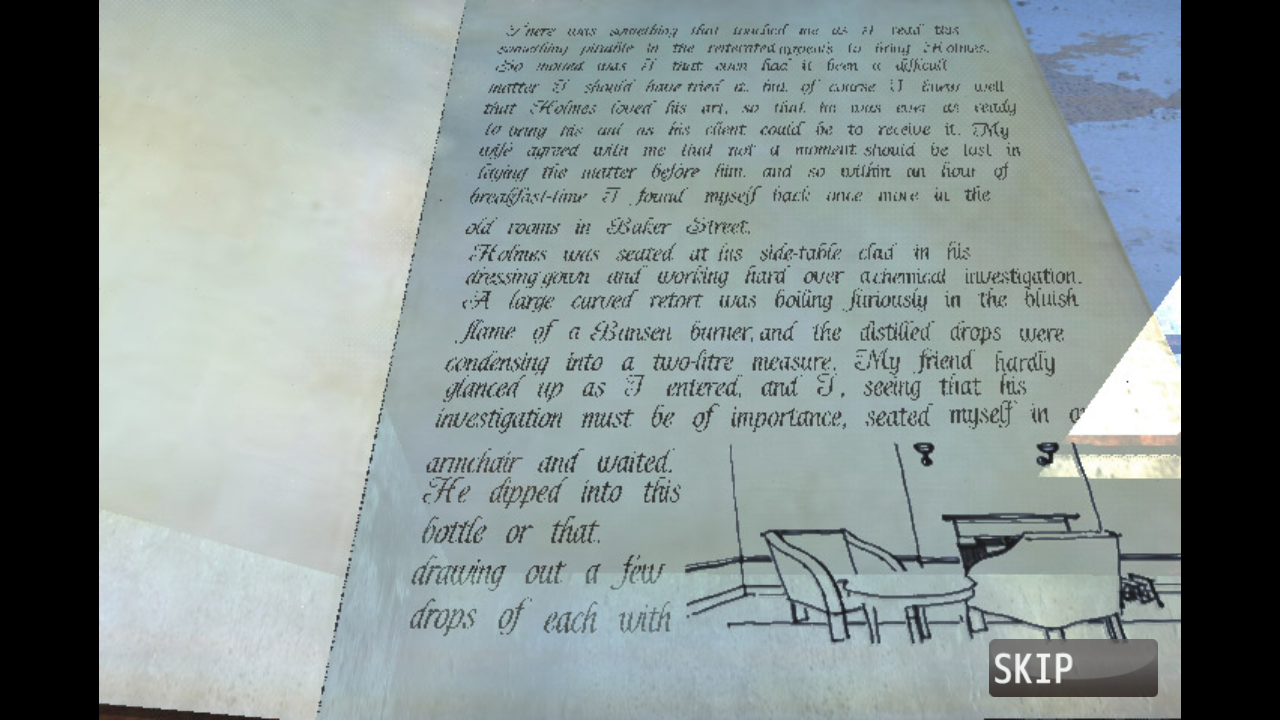 There was something that touched me as I read this
something pitiable in the reiterated appeals to bring Holmes.
So moved was I that even had it been a difficult
matter I should have tried it. but of course I knew well
that Holmes loved his art, so that he was ever as ready
to bring his aid as his client could be to receive it. My
wife agreed with me that not a moment should be lost in
laying the matter before him. and so within an hour of
breakfast-time I found myself back once more in the
old rooms in Baker Street.
Holmes was seated at his side-table clad in his
dressing gown and working hard over a chemical investigation.
A large curved retort was boiling furiously in the bluish
flame of a Bunsen burner, and the distilled drops were
condensing into a two-litre measure. My friend hardly
glanced up as I entered, and I, seeing that his
investigation must be of importance, seated myself in
armchair and waited.
He dipped into this
bottle or that.
drawing out a few
drops of each with
SKIP